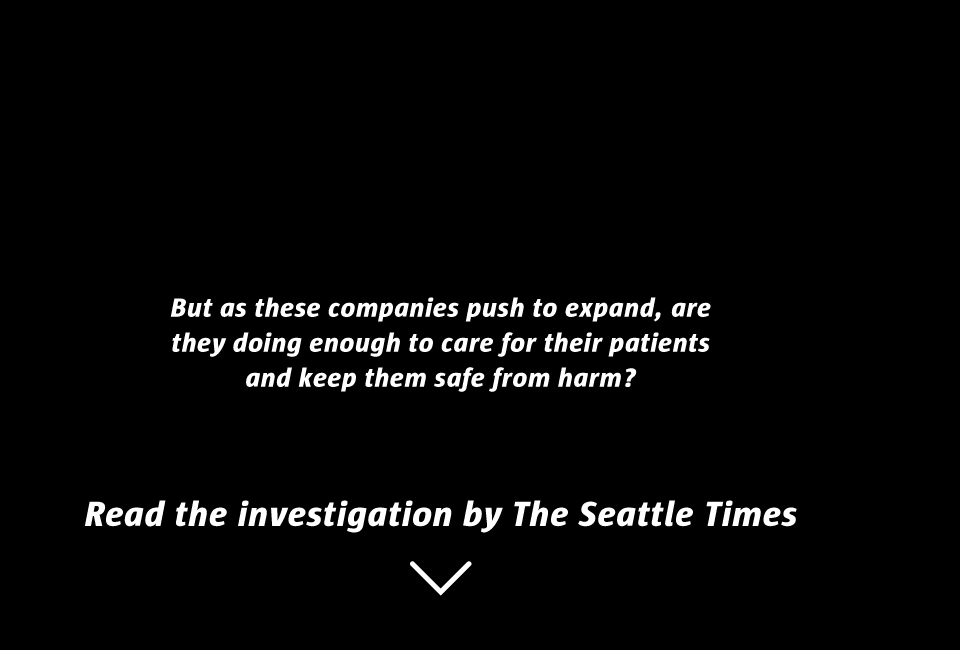 But as these companies push to expand, are
they doing enough to care for their patients
and keep them safe from harm?
Read the investigation by The Seattle Times